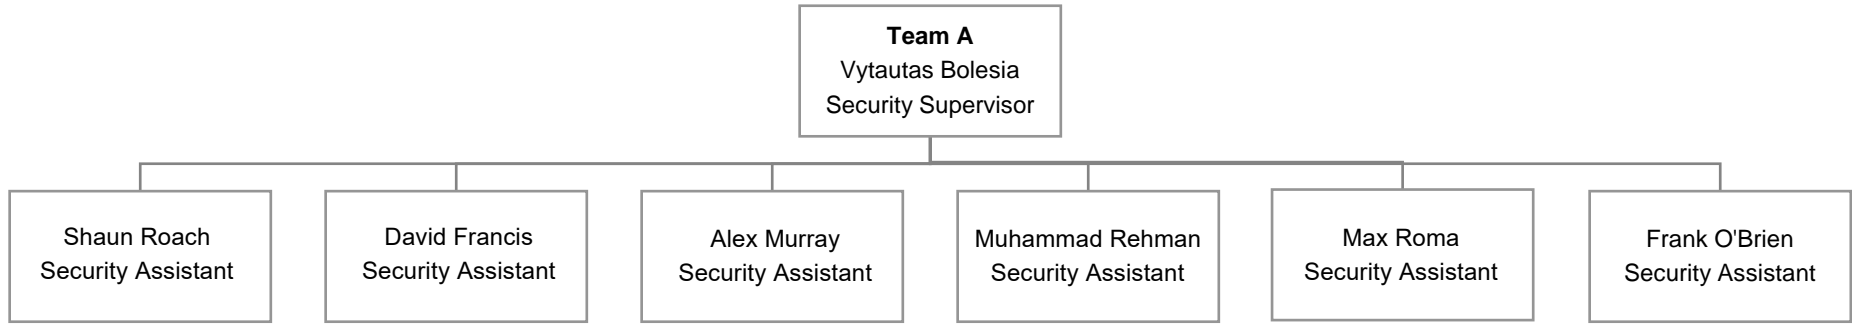 Team A
Vytautas Bolesia
Security Supervisor
Shaun Roach
Security Assistant
David Francis
Security Assistant
Alex Murray
Security Assistant
Muhammad Rehman
Security Assistant
Max Roma
Security Assistant
Frank O'Brien
Security Assistant